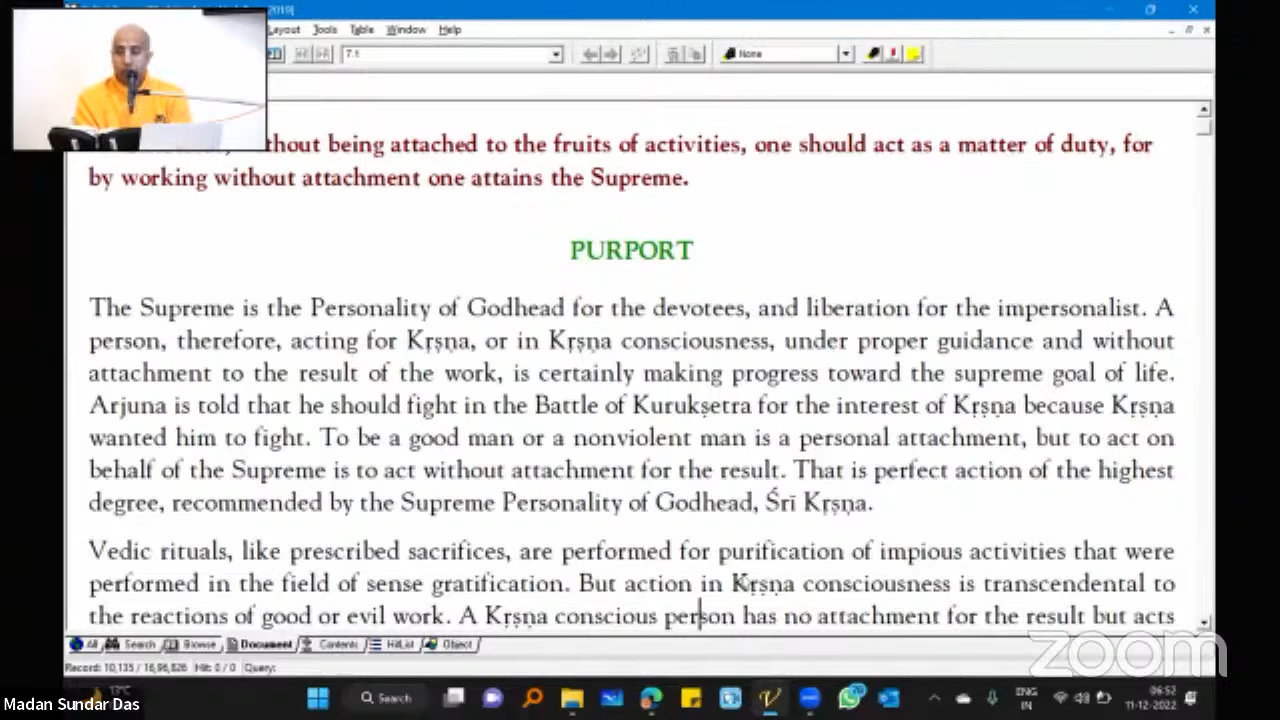 2019]
Layout Tools Table Window Help
7.1
None
thout being attached to the fruits of activities, one should act as a matter of duty, for
by working without attachment one attains the Supreme.
PURPORT
The Supreme is the Personality of Godhead for the devotees, and liberation for the impersonalist. A
person, therefore, acting for Kṛṣṇa, or in Kṛṣṇa consciousness, under proper guidance and without
attachment to the result of the work, is certainly making progress toward the supreme goal of life.
Arjuna is told that he should fight in the Battle of Kurukṣetra for the interest of Kṛṣṇa because Kṛṣṇa
wanted him to fight. To be a good man or a nonviolent man is a personal attachment, but to act on
behalf of the Supreme is to act without attachment for the result. That is perfect action of the highest
degree, recommended by the Supreme Personality of Godhead, Śrī Kṛṣṇa.
Vedic rituals, like prescribed sacrifices, are performed for purification of impious activities that were
performed in the field of sense gratification. But action in Kṛṣṇa consciousness is transcendental to
the reactions of good or evil work. A Kṛṣṇa conscious person has no attachment for the result but acts
All Search Browse Document Contents HitList Object
Record: 10,135 / 16,96,826 Hit: 0 / 0 Query:
zoom
13°C
Search
ENG
IN
06:52
11-12-2022
Madan Sundar Das